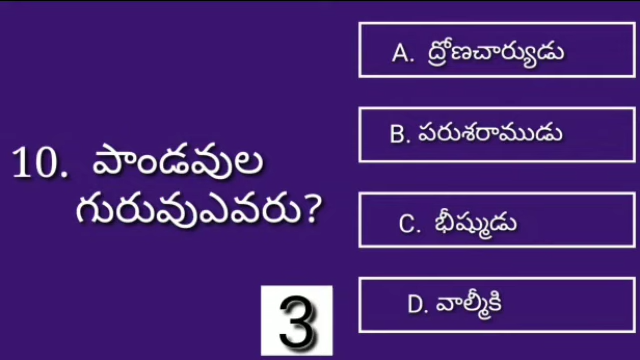 10. పాండవుల
గురువుఎవరు?
A. ద్రోణచార్యుడు
B. పరుశరాముడు
C. భీష్ముడు
D. వాల్మీకి
3